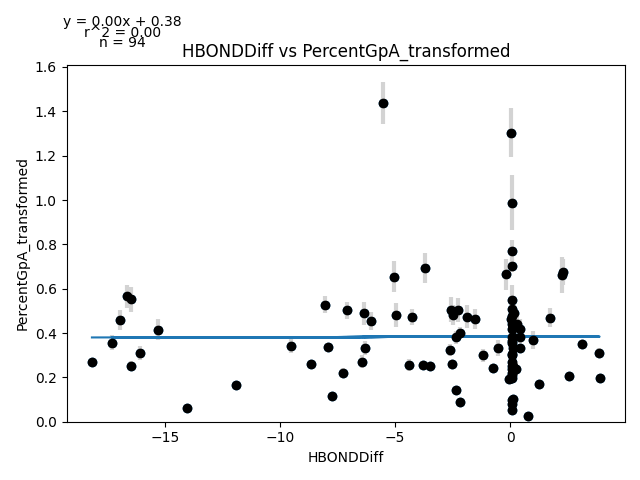 y = 0.00x + 0.38
r^2 = 0.00
n = 94
HBONDDiff vs PercentGpA_transformed
1.6
1.4
1.2
1.0
0.8
0.6
0.4
0.2
0.0
PercentGpA_transformed
−15
−10
−5
0
HBONDDiff